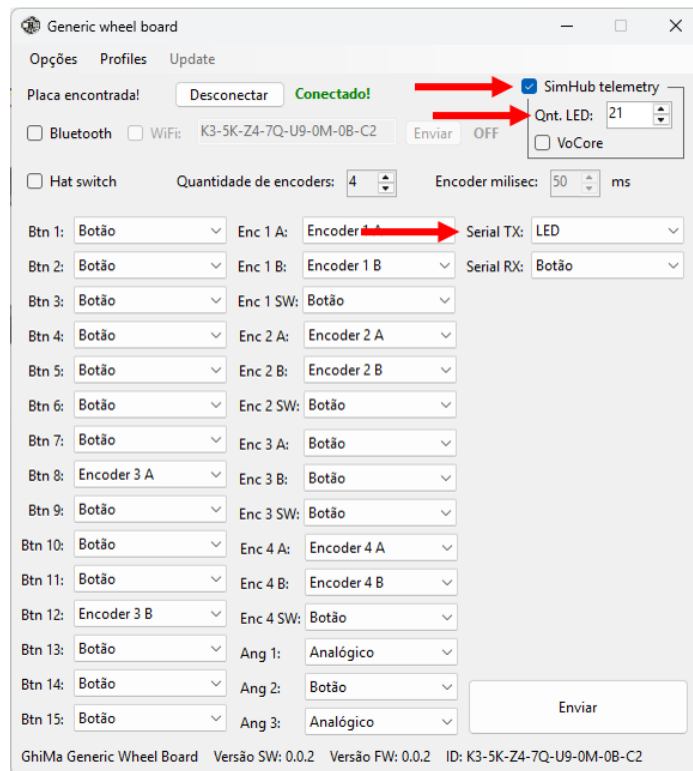 Generic wheel board
Opções Profiles Update
Placa encontrada! Desconectar Conectado! SimHub telemetry
Qnt. LED: 21
Bluetooth WiFi: K3-5K-Z4-7Q-U9-0M-0B-C2 Enviar OFF
VoCore
Hat switch Quantidade de encoders: 4 Encoder milisec: 50 ms
Btn 1: Botão Enc 1 A: Encoder 1 A Serial TX: LED
Btn 2: Botão Enc 1 B: Encoder 1 B Serial RX: Botão
Btn 3: Botão Enc 1 SW: Botão
Btn 4: Botão Enc 2 A: Encoder 2 A
Btn 5: Botão Enc 2 B: Encoder 2 B
Btn 6: Botão Enc 2 SW: Botão
Btn 7: Botão Enc 3 A: Botão
Btn 8: Encoder 3 A Enc 3 B: Botão
Btn 9: Botão Enc 3 SW: Botão
Btn 10: Botão Enc 4 A: Encoder 4 A
Btn 11: Botão Enc 4 B: Encoder 4 B
Btn 12: Encoder 3 B Enc 4 SW: Botão
Btn 13: Botão Ang 1: Analógico
Btn 14: Botão Ang 2: Botão
Btn 15: Botão Ang 3: Analógico
Enviar
GhiMa Generic Wheel Board Versão SW: 0.0.2 Versão FW: 0.0.2 ID: K3-5K-Z4-7Q-U9-0M-0B-C2